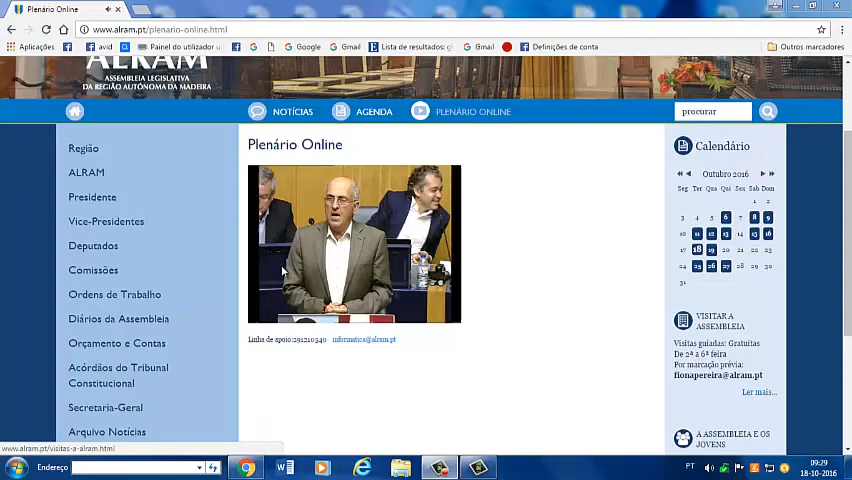 Plenário Online
www.alram.pt/plenario-online.html
Aplicações
ad
Painel do utilizador
Google
Gmail
Lista de resultados: g
Gmail
Definições de conta
Outros marcadores
ALRAM
ASSEMBLEIA LEGISLATIVA
DA REGIÃO AUTÓNOMA DA MADEIRA
NOTÍCIAS
AGENDA
PLENÁRIO ONLINE
procurar
Região
ALRAM
Presidente
Vice-Presidentes
Deputados
Comissões
Ordens de Trabalho
Diários da Assembleia
Orçamento e Contas
Acórdãos do Tribunal
Constitucional
Secretaria-Geral
Arquivo Notícias
Plenário Online
Linha de apoio:291210540 informatica@alram.pt
Calendário
Outubro 2016
Seg Ter Qua Qui Sex Sab Dom
1 2
3 4 5 6 7 8 9
10 11 12 13 14 15 16
17 18 19 20 21 22 23
24 25 26 27 28 29 30
31
VISITAR A
ASSEMBLEIA
Visitas guiadas: Gratuitas
De 2ª a 6ª feira
Por marcação prévia:
fionapereira@alram.pt
Ler mais...
A ASSEMBLEIA E OS
JOVENS
www.alram.pt/visitas-a-alram.html
Endereço
PT
09:29
18-10-2016